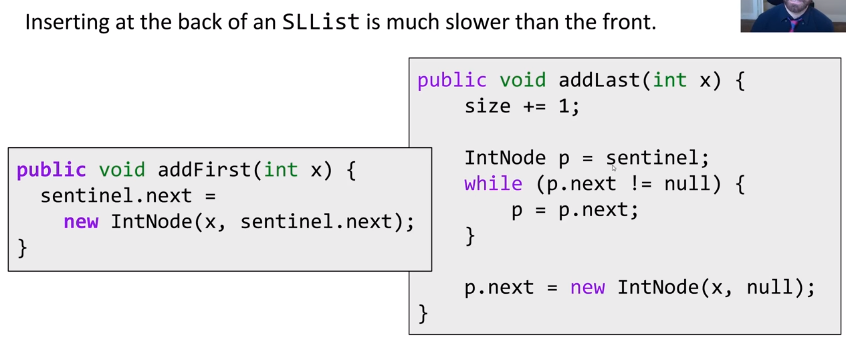 Inserting at the back of an SLList is much slower than the front.
public void addFirst(int x) {
  sentinel.next =
    new IntNode(x, sentinel.next);
}
public void addLast(int x) {
    size += 1;

    IntNode p = sentinel;
    while (p.next != null) {
        p = p.next;
    }

    p.next = new IntNode(x, null);
}